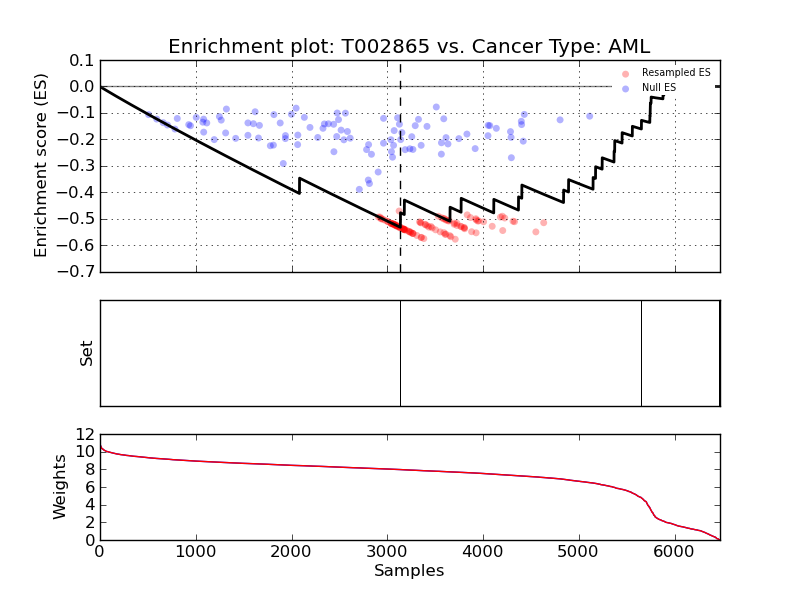 Enrichment plot: T002865 vs. Cancer Type: AML
Enrichment score (ES)
0.1
0.0
−0.1
−0.2
−0.3
−0.4
−0.5
−0.6
−0.7
Resampled ES
Null ES
Set
Weights
12
10
8
6
4
2
0
0 1000 2000 3000 4000 5000 6000
Samples